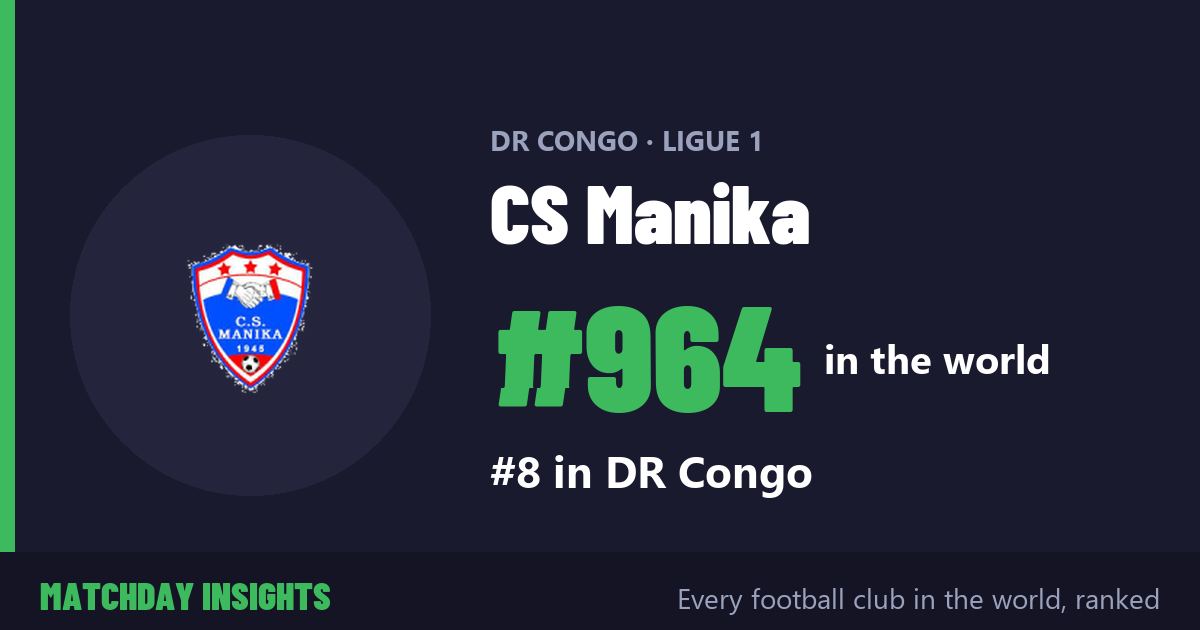 DR CONGO · LIGUE 1
CS Manika
#964 in the world
#8 in DR Congo
C.S.
MANIKA
1945
MATCHDAY INSIGHTS
Every football club in the world, ranked